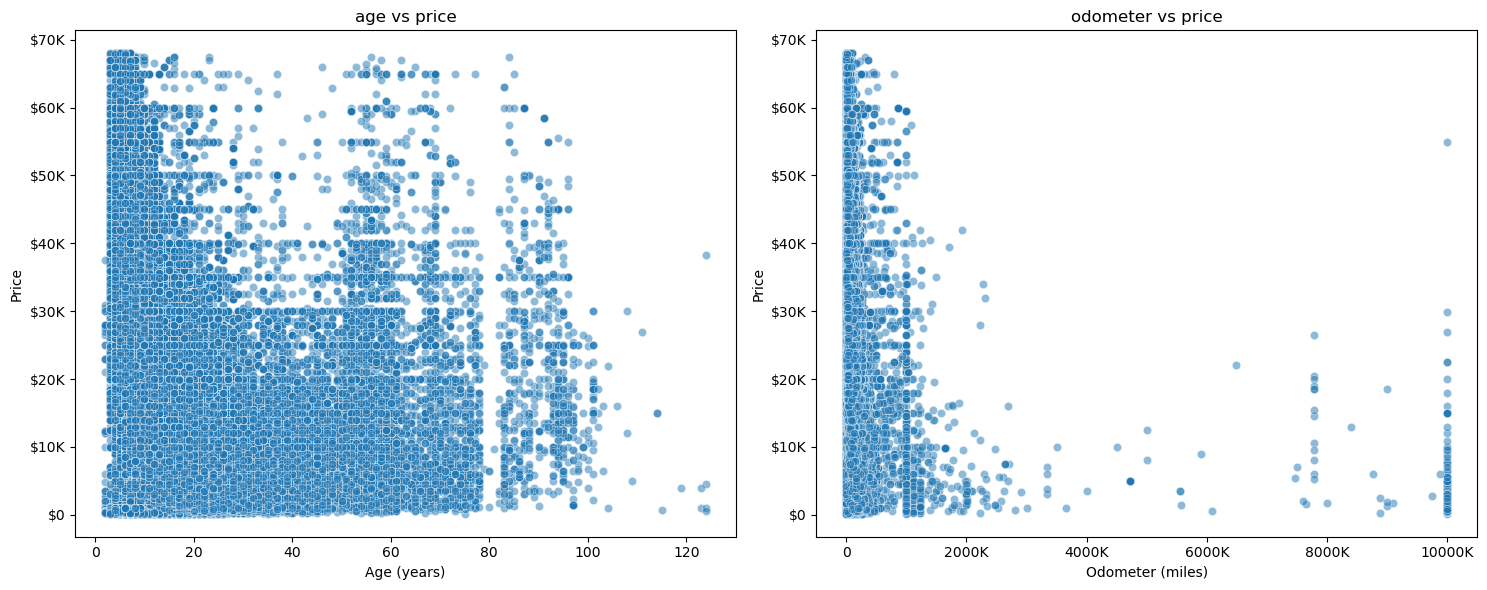 age vs price
$70K
$60K
$50K
$40K
$30K
$20K
$10K
$0
Price
0 20 40 60 80 100 120
Age (years)
odometer vs price
$70K
$60K
$50K
$40K
$30K
$20K
$10K
$0
Price
0 2000K 4000K 6000K 8000K 10000K
Odometer (miles)